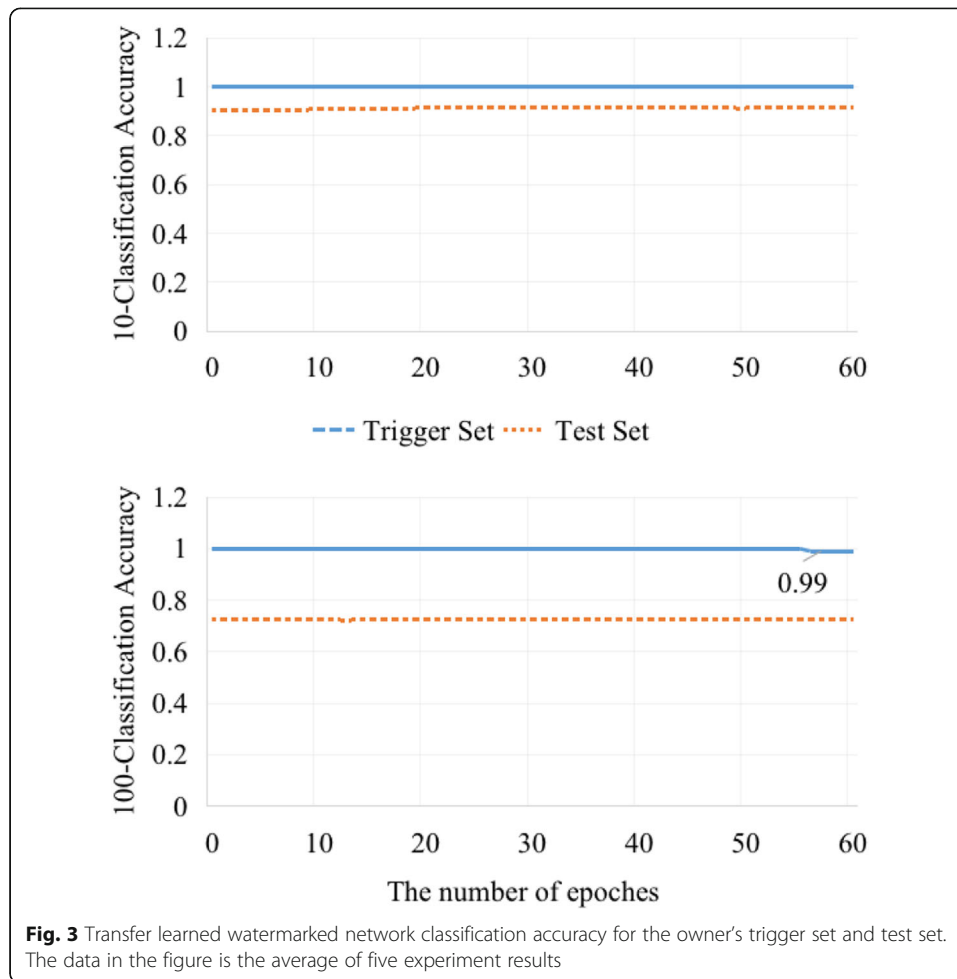 1.2
1
0.8
0.6
0.4
0.2
0
10-Classification Accuracy
0 10 20 30 40 50 60
Trigger Set Test Set
1.2
1
0.8
0.6
0.4
0.2
0
100-Classification Accuracy
0.99
0 10 20 30 40 50 60
The number of epoches
Fig. 3 Transfer learned watermarked network classification accuracy for the owner's trigger set and test set.
The data in the figure is the average of five experiment results